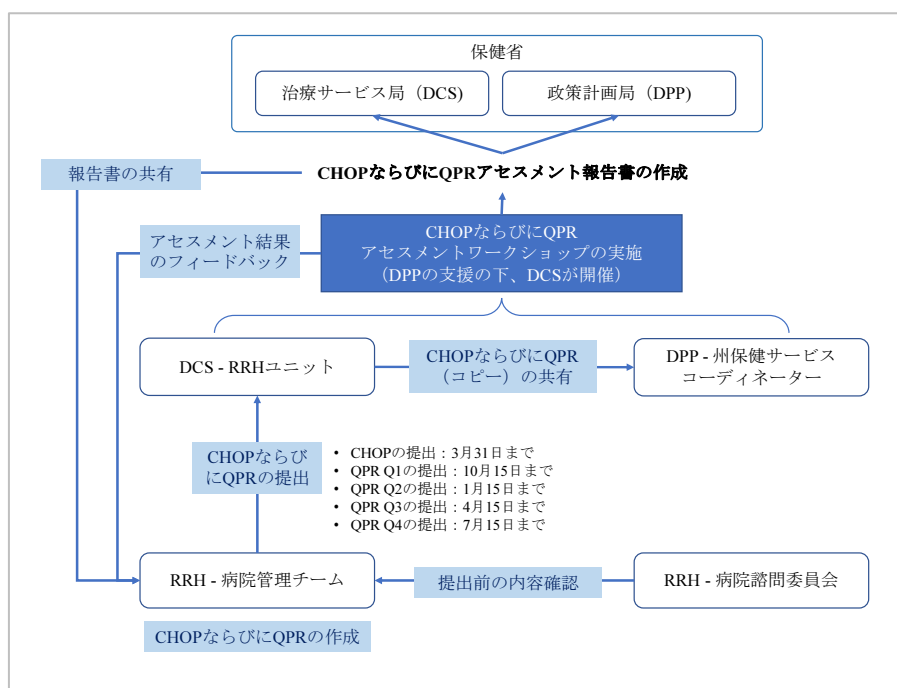 保健省
治療サービス局（DCS)
政策計画局（DPP)
報告書の共有
CHOPならびにQPRアセスメント報告書の作成
アセスメント結果
のフィードバック
CHOPならびにQPR
アセスメントワークショップの実施
（DPPの支援の下、DCSが開催）
DCS - RRHユニット
CHOPならびにQPR
（コピー）の共有
DPP - 州保健サービス
コーディネーター
CHOPならび
にQPRの提出
• CHOPの提出：3月31日まで
• QPR Q1の提出：10月15日まで
• QPR Q2の提出：1月15日まで
• QPR Q3の提出：4月15日まで
• QPR Q4の提出：7月15日まで
RRH - 病院管理チーム
提出前の内容確認
RRH - 病院諮問委員会
CHOPならびにQPRの作成